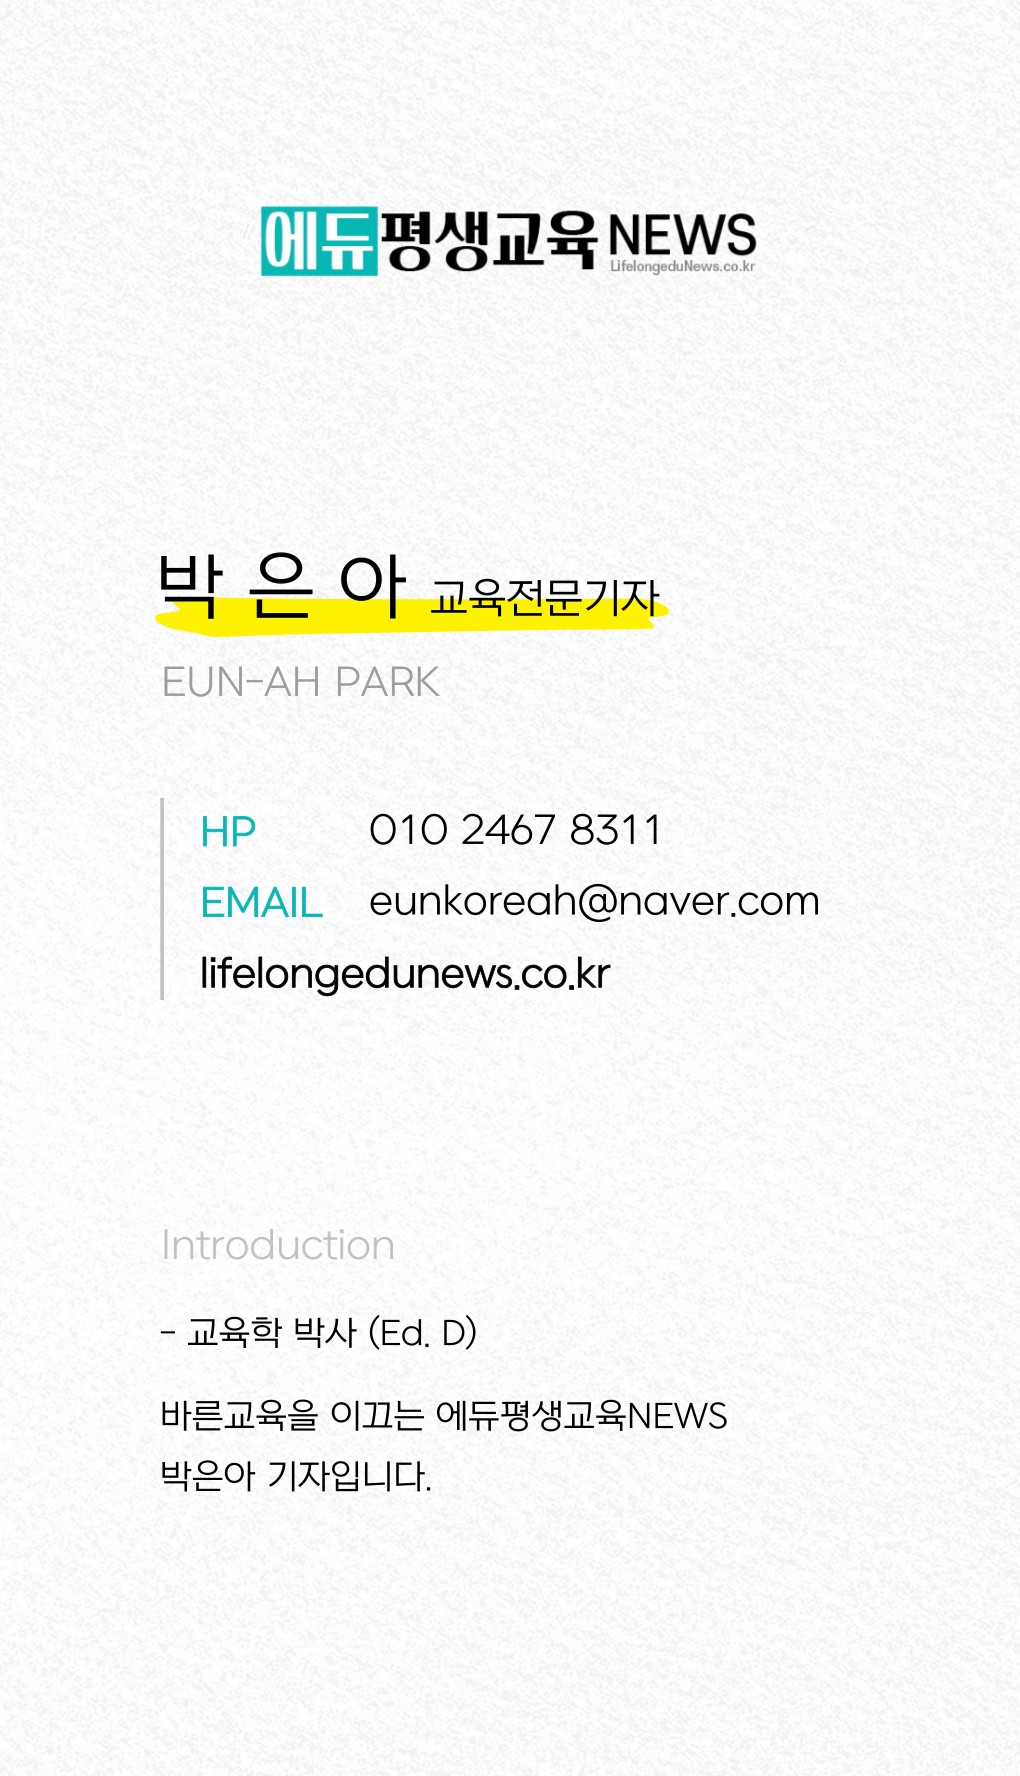 에듀평생교육NEWS
LifelongeduNews.co.kr
박 은 아 교육전문기자
EUN-AH PARK
HP 010 2467 8311
EMAIL eunkoreah@naver.com
lifelongedunews.co.kr
Introduction
- 교육학 박사 (Ed. D)
바른교육을 이끄는 에듀평생교육NEWS
박은아 기자입니다.